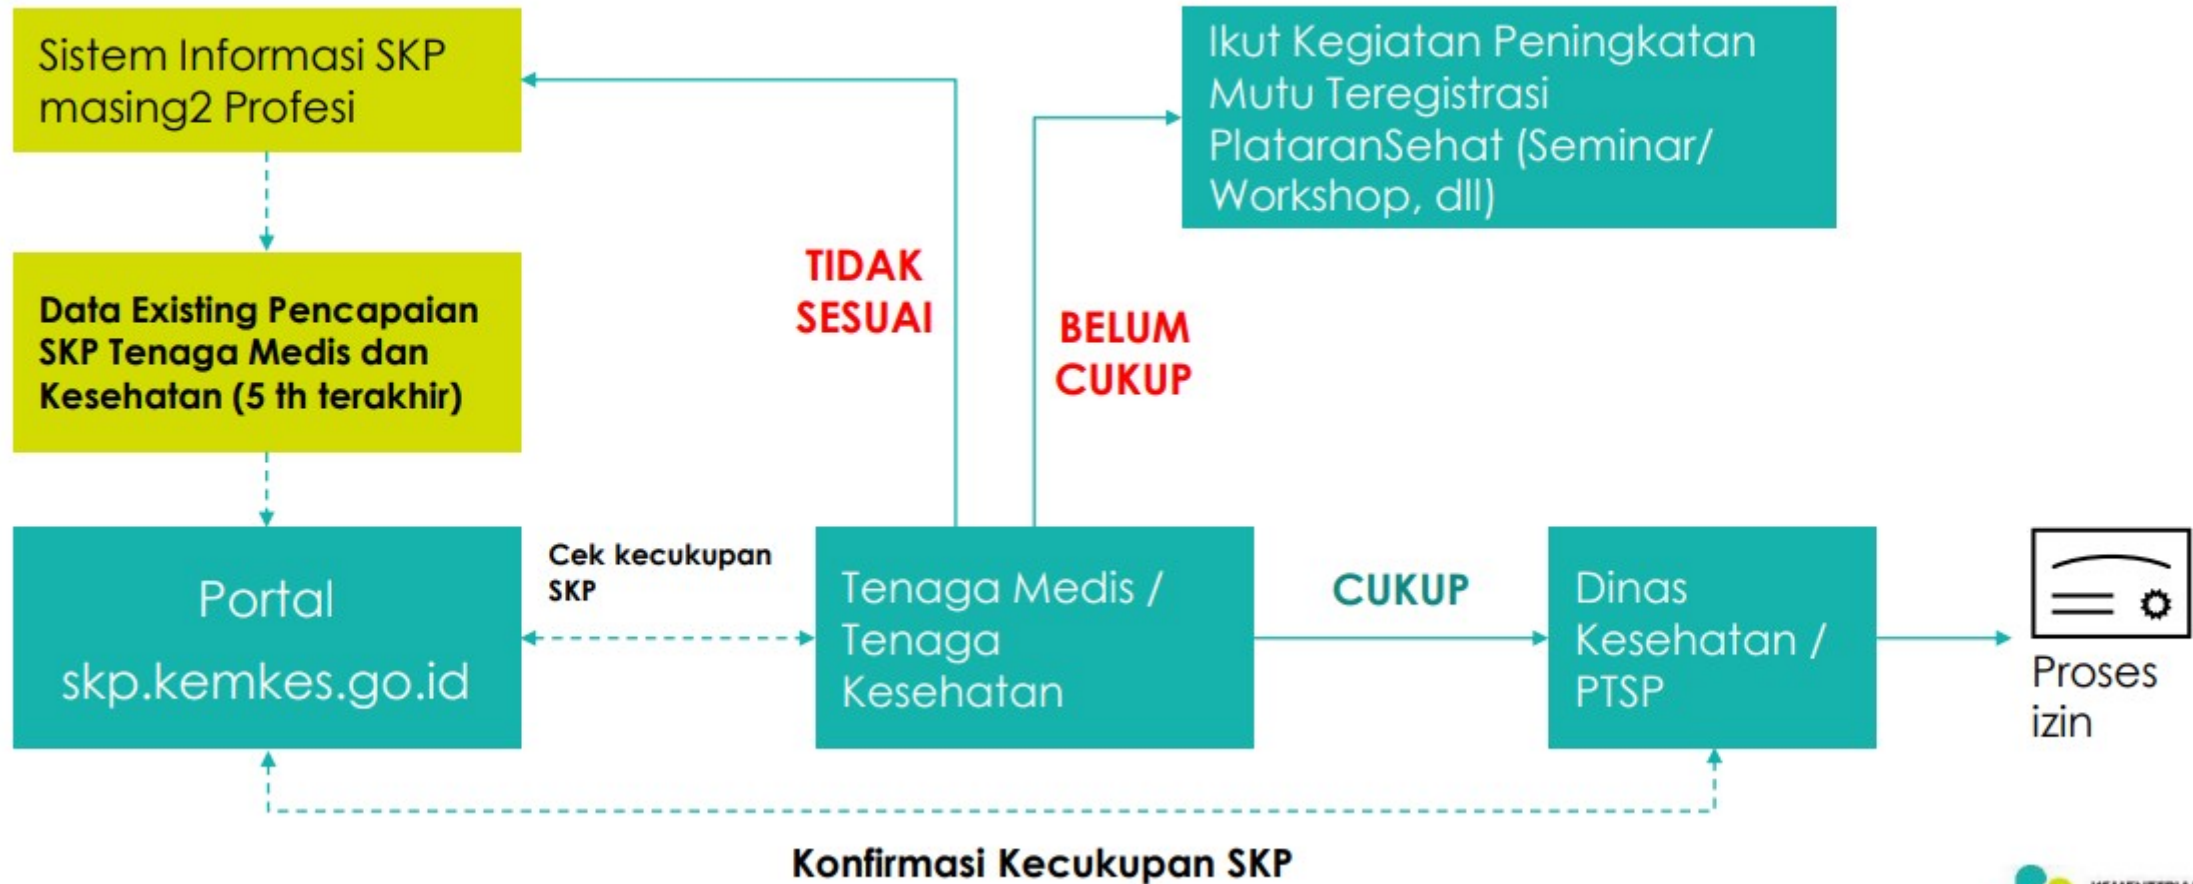 Sistem Informasi SKP
masing2 Profesi
Ikut Kegiatan Peningkatan
Mutu Teregistrasi
PlataranSehat (Seminar/
Workshop, dll)
TIDAK
SESUAI
BELUM
CUKUP
Data Existing Pencapaian
SKP Tenaga Medis dan
Kesehatan (5 th terakhir)
Portal
skp.kemkes.go.id
Cek kecukupan
SKP
Tenaga Medis /
Tenaga
Kesehatan
CUKUP
Dinas
Kesehatan /
PTSP
Proses
izin
Konfirmasi Kecukupan SKP